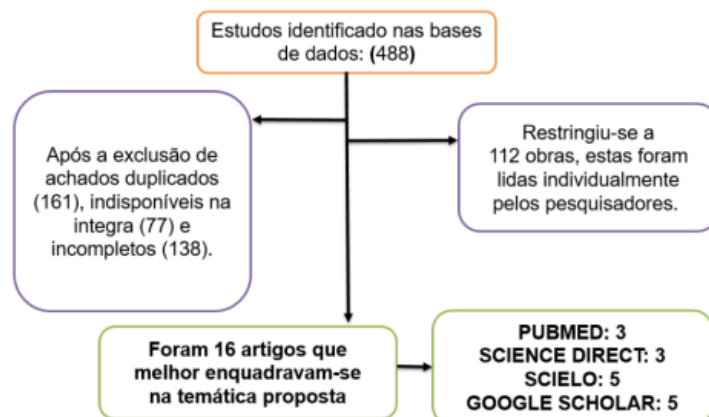 Estudos identificado nas bases
de dados: (488)
Após a exclusão de
achados duplicados
(161), indisponíveis na
integra (77) e
incompletos (138).
Restringiu-se a
112 obras, estas foram
lidas individualmente
pelos pesquisadores.
Foram 16 artigos que
melhor enquadravam-se
na temática proposta
PUBMED: 3
SCIENCE DIRECT: 3
SCIELO: 5
GOOGLE SCHOLAR: 5